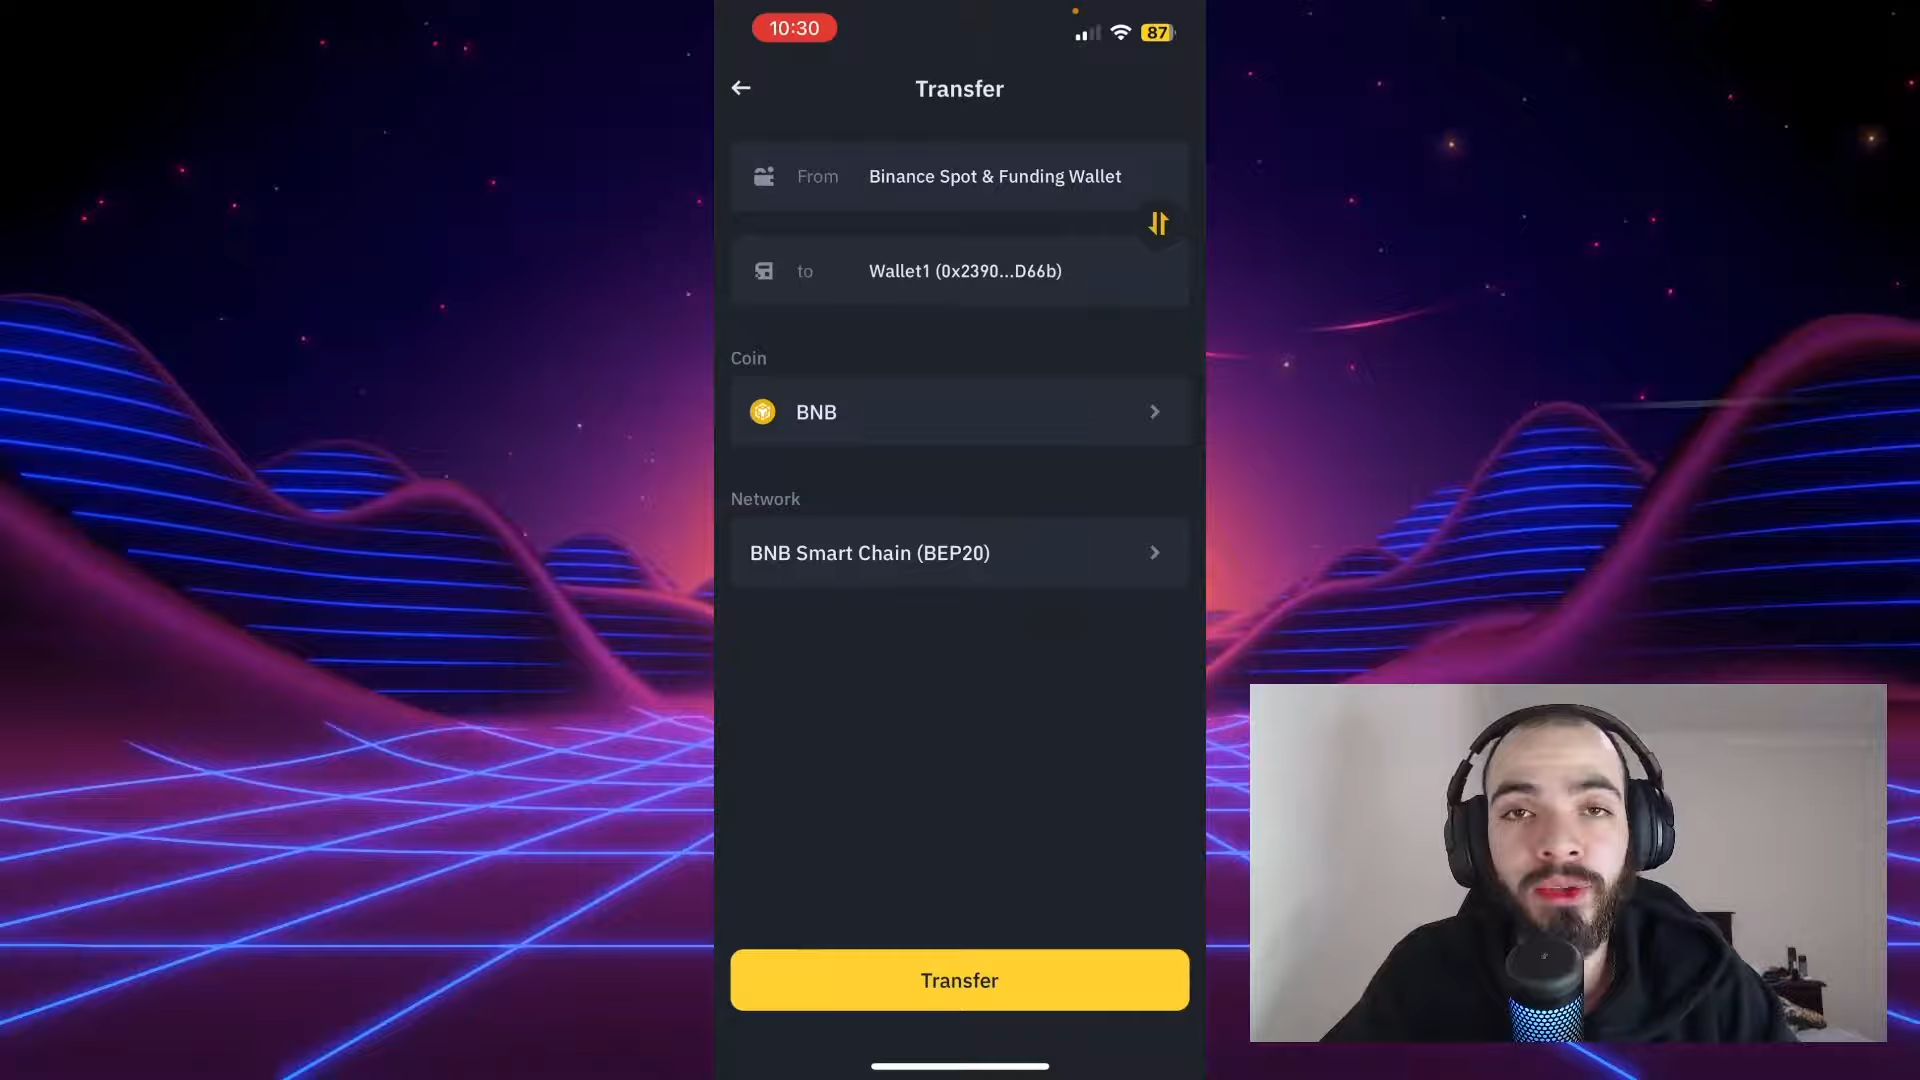 10:30
87
Transfer
From Binance Spot & Funding Wallet
to Wallet1 (0x2390...D66b)
Coin
BNB
Network
BNB Smart Chain (BEP20)
Transfer